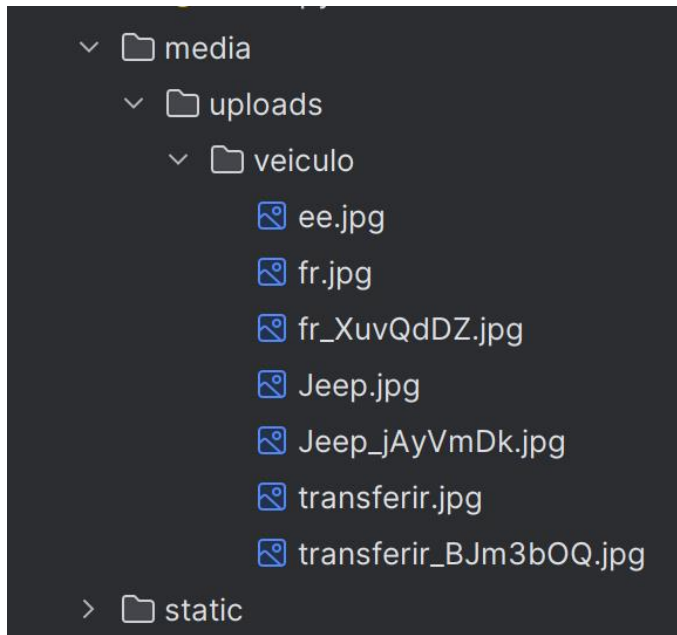 media
uploads
veiculo
ee.jpg
fr.jpg
fr_XuvQdDZ.jpg
Jeep.jpg
Jeep_jAyVmDk.jpg
transferir.jpg
transferir_BJm3bOQ.jpg
static